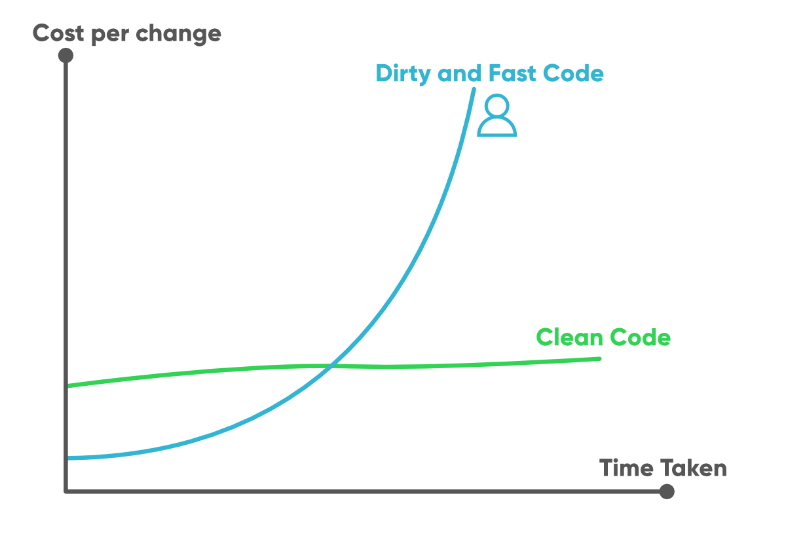 Cost per change
Dirty and Fast Code
Clean Code
Time Taken